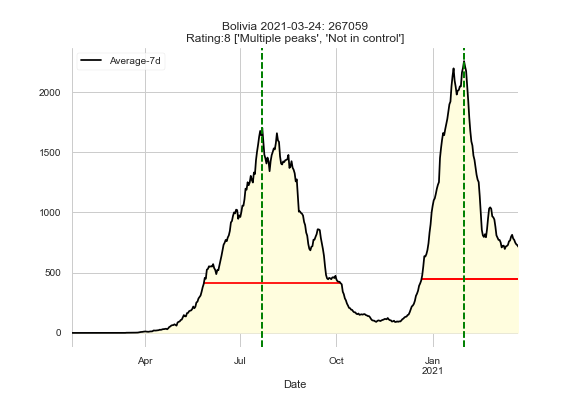 Bolivia 2021-03-24: 267059
Rating:8 ['Multiple peaks', 'Not in control']
Average-7d
2000
1500
1000
500
0
Apr
Jul
Oct
Jan
2021
Date